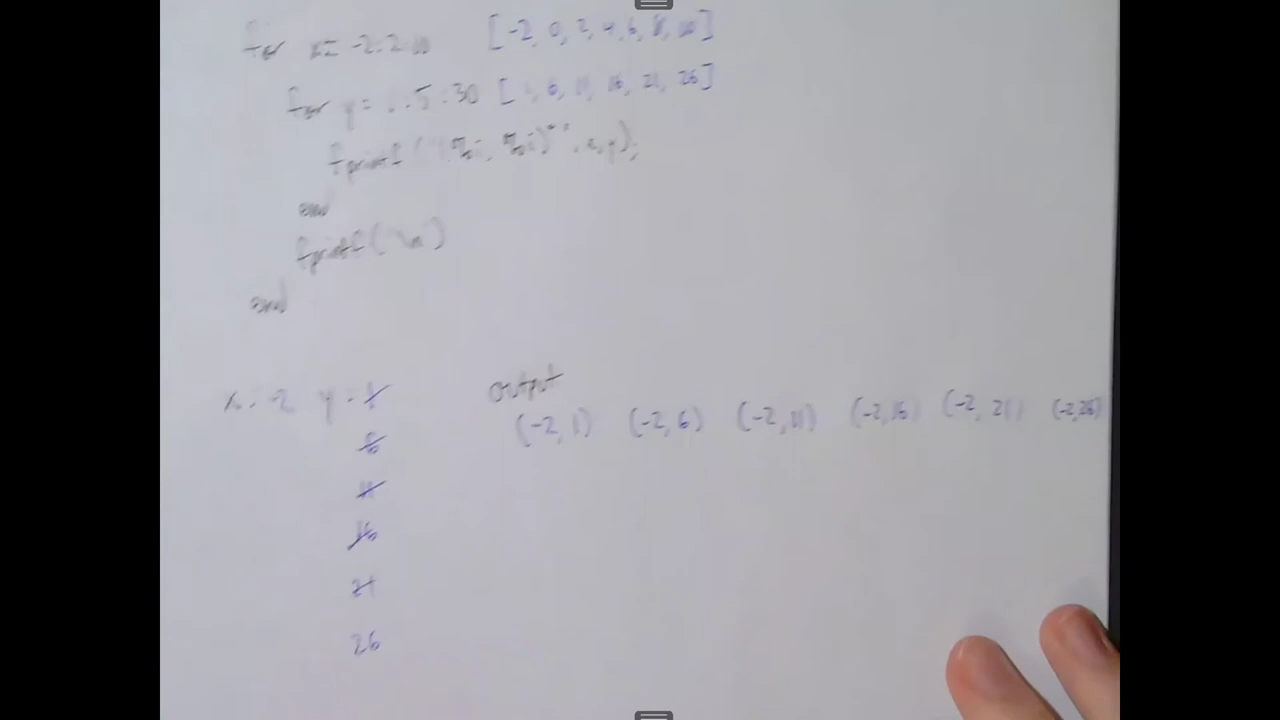 for x = -2:2:10 [-2, 0, 2, 4, 6, 8, 10]
for y = 1:5:30 [1, 6, 11, 16, 21, 26]
fprintf('(%i, %i)', x,y);
end
fprintf('\n')
end
x = -2 y = 1 output
(-2, 1) (-2, 6) (-2, 11) (-2, 16) (-2, 21) (-2, 26)
6
11
16
21
26